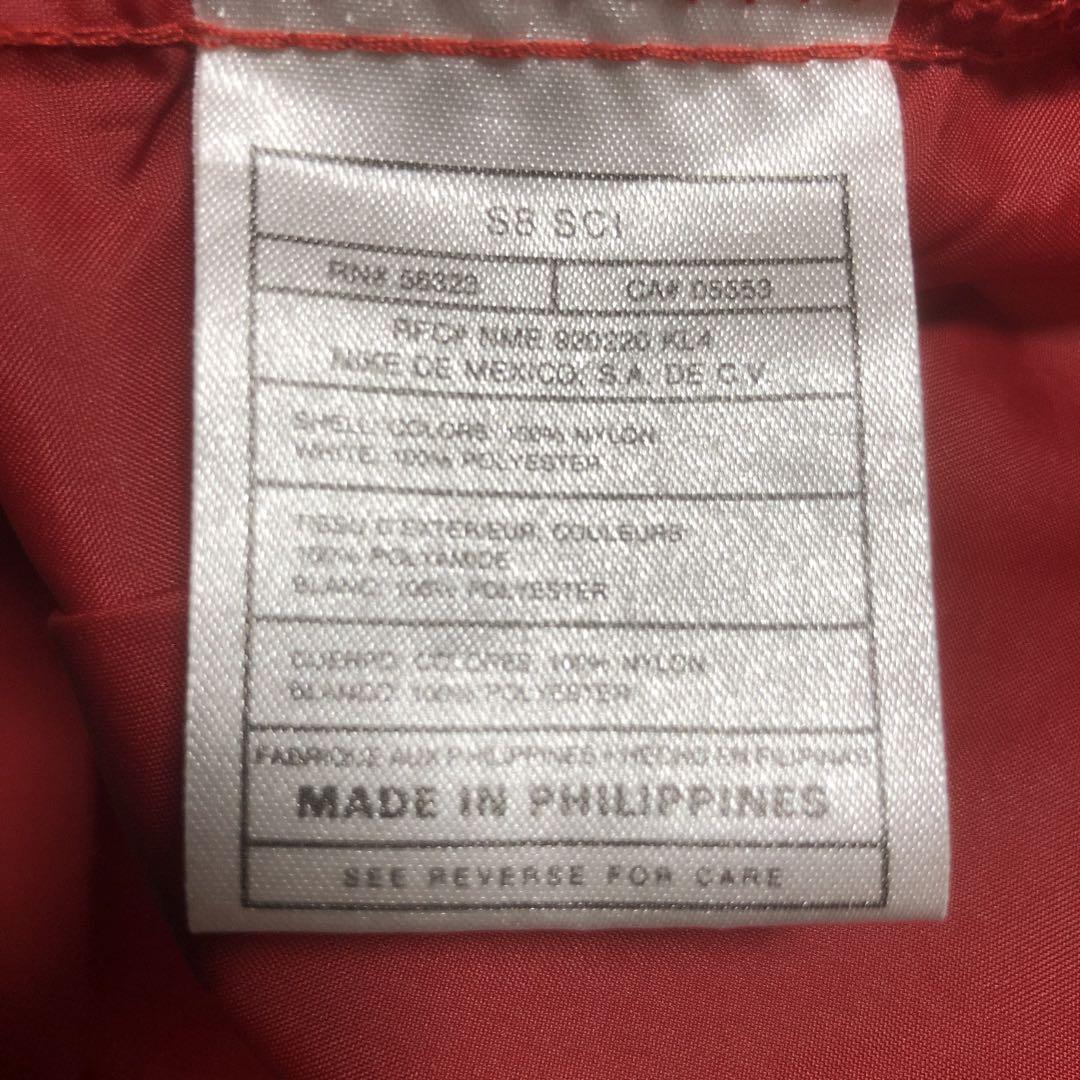 S8 SCI
RN# 56323 CA# 05553
RFC# NME 920220 KL4
NIKE DE MEXICO, S.A. DE C.V.
SHELL: COLORS: 100% NYLON
WHITE: 100% POLYESTER
TISSU D'EXTERIEUR: COULEURS:
100% POLYAMIDE
BLANC: 100% POLYESTER
CUERPO: COLORES: 100% NYLON
BLANCO: 100% POLYESTER
FABRIQUE AUX PHILIPPINES • HECHO EN FILIPINAS
MADE IN PHILIPPINES
SEE REVERSE FOR CARE